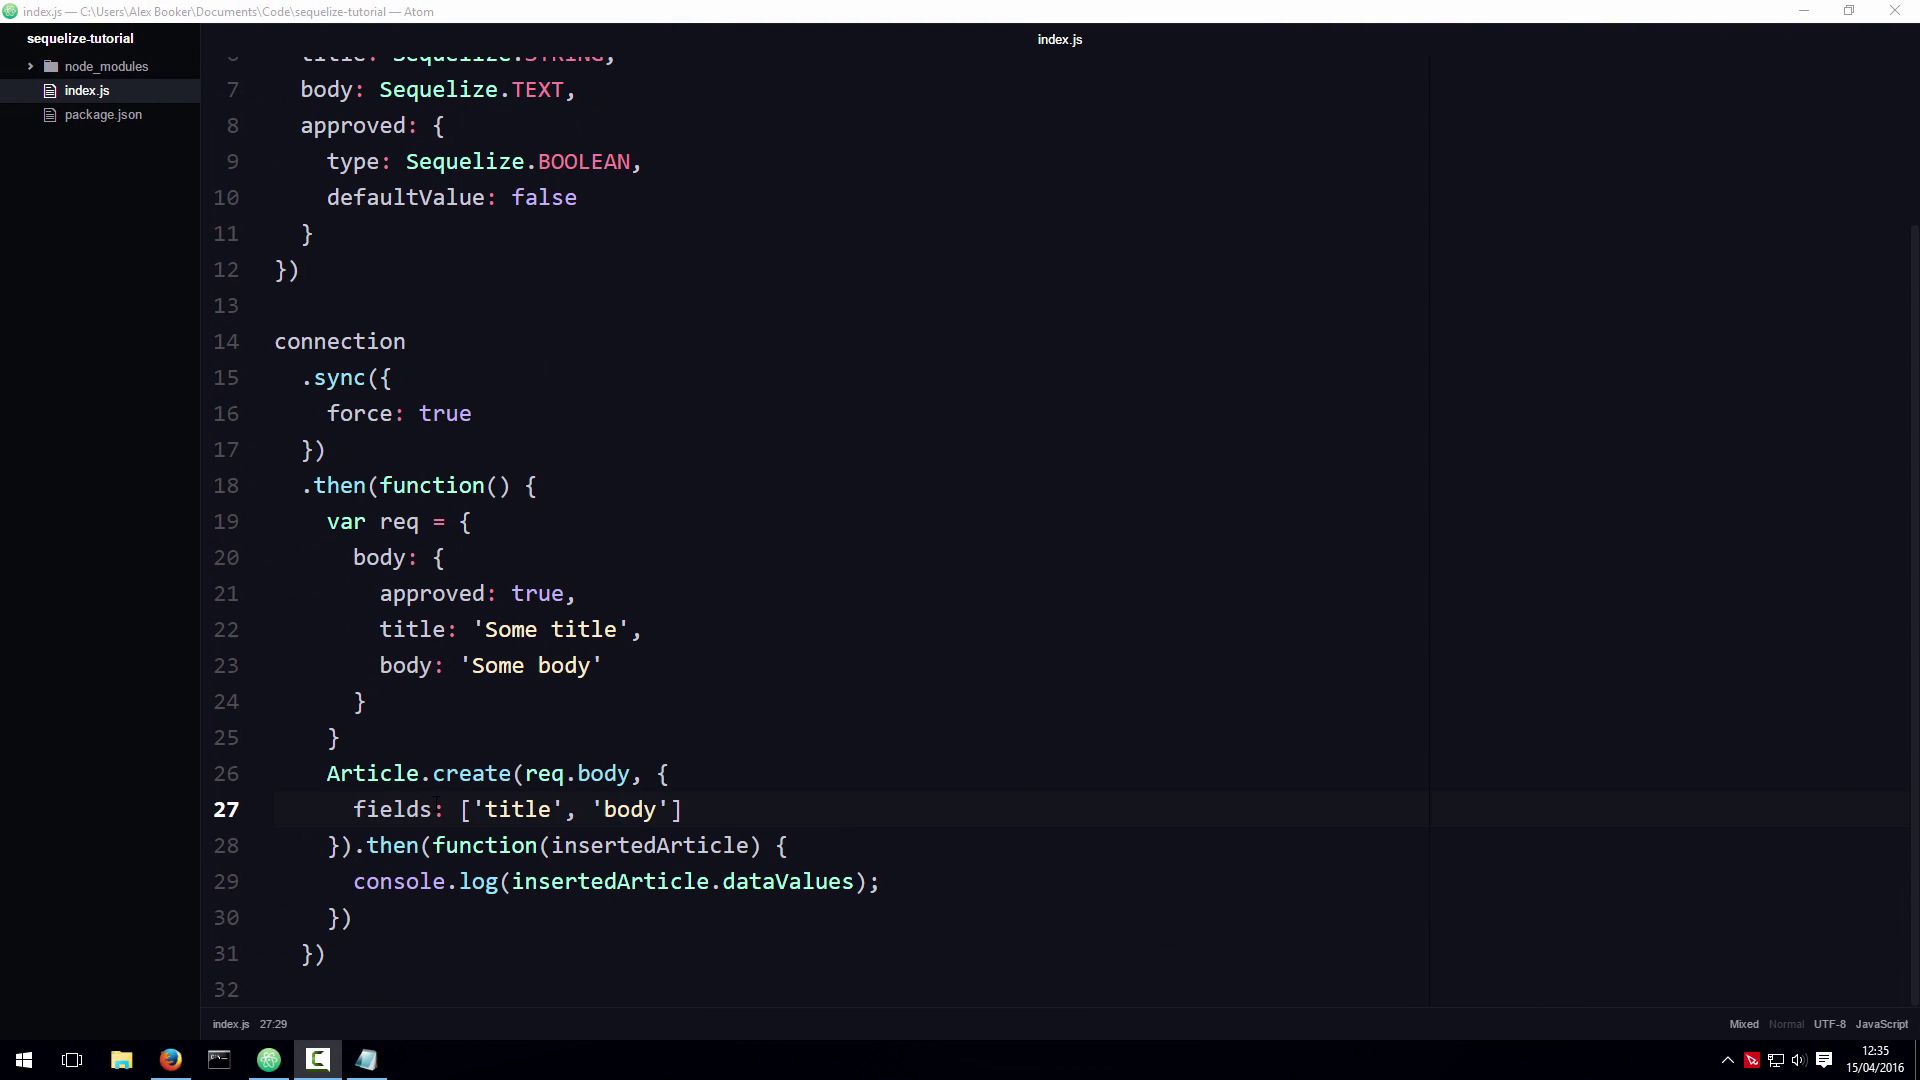 index.js — C:\Users\Alex Booker\Documents\Code\sequelize-tutorial — Atom
sequelize-tutorial
node_modules
index.js
package.json
index.js
6 title: Sequelize.STRING,
7 body: Sequelize.TEXT,
8 approved: {
9 type: Sequelize.BOOLEAN,
10 defaultValue: false
11 }
12 })
13
14 connection
15 .sync({
16 force: true
17 })
18 .then(function() {
19 var req = {
20 body: {
21 approved: true,
22 title: 'Some title',
23 body: 'Some body'
24 }
25 }
26 Article.create(req.body, {
27 fields: ['title', 'body']
28 }).then(function(insertedArticle) {
29 console.log(insertedArticle.dataValues);
30 })
31 })
32
index.js 27:29
Mixed Normal UTF-8 JavaScript
12:35
15/04/2016